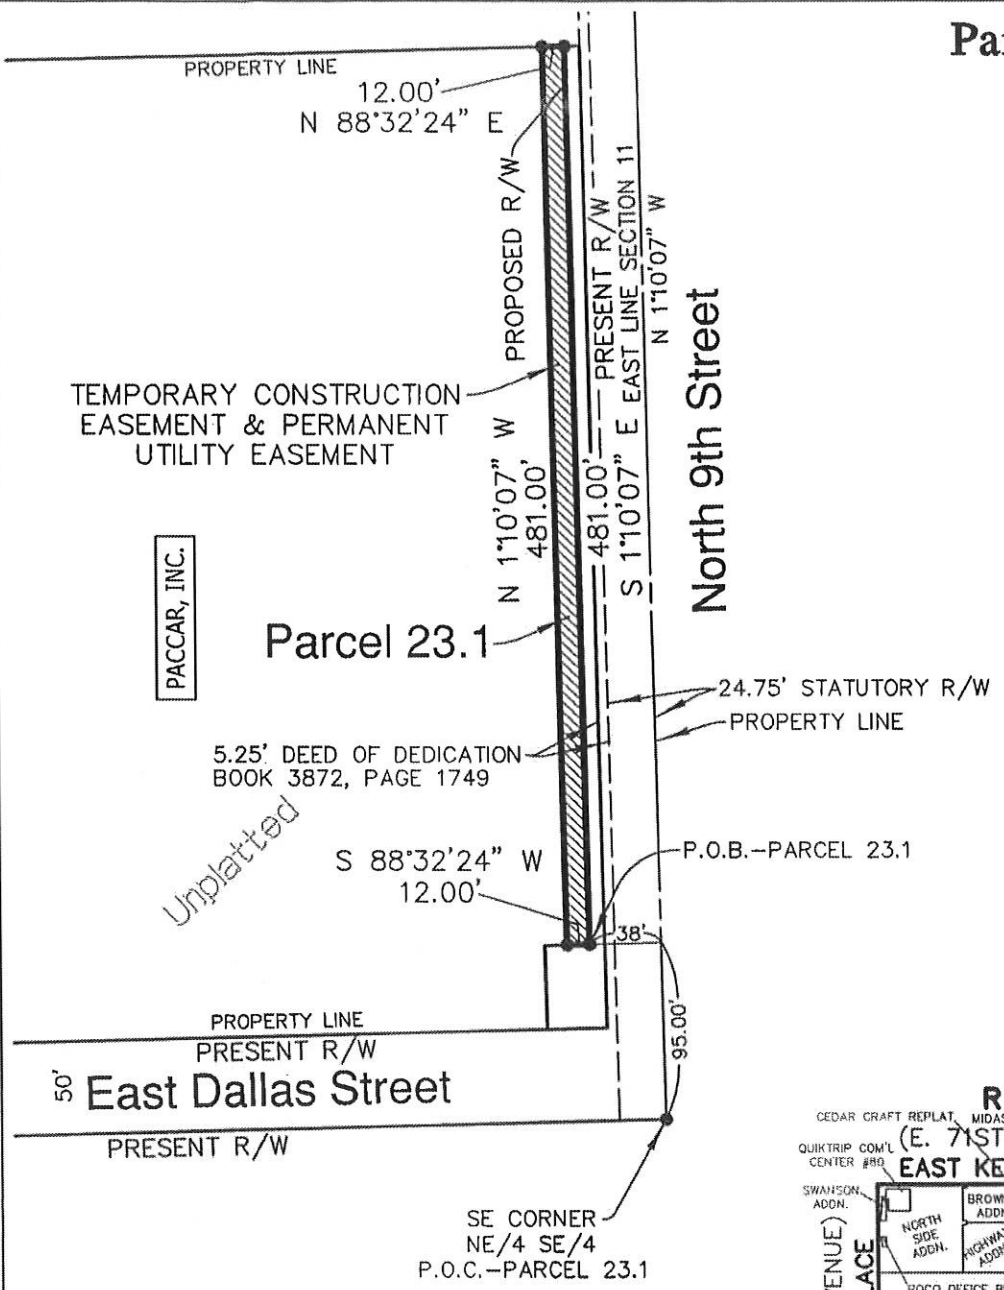 PROPERTY LINE
12.00'
N 88°32'24" E
PROPOSED R/W
PRESENT R/W
EAST LINE SECTION 11
N 1°10'07" W
North 9th Street
TEMPORARY CONSTRUCTION
EASEMENT & PERMANENT
UTILITY EASEMENT
N 1°10'07" W
481.00'
481.00'
S 1°10'07" E
PACCAR, INC.
Parcel 23.1
24.75' STATUTORY R/W
PROPERTY LINE
5.25' DEED OF DEDICATION
BOOK 3872, PAGE 1749
Unplatted
S 88°32'24" W
12.00'
P.O.B.-PARCEL 23.1
38'
95.00'
PROPERTY LINE
PRESENT R/W
50'
East Dallas Street
PRESENT R/W
SE CORNER
NE/4 SE/4
P.O.C.-PARCEL 23.1
CEDAR CRAFT REPLAT
(E. 71ST
QUIKTRIP COM'L
CENTER #80
SWANSON
ADDN.
NORTH
SIDE
ADDN.